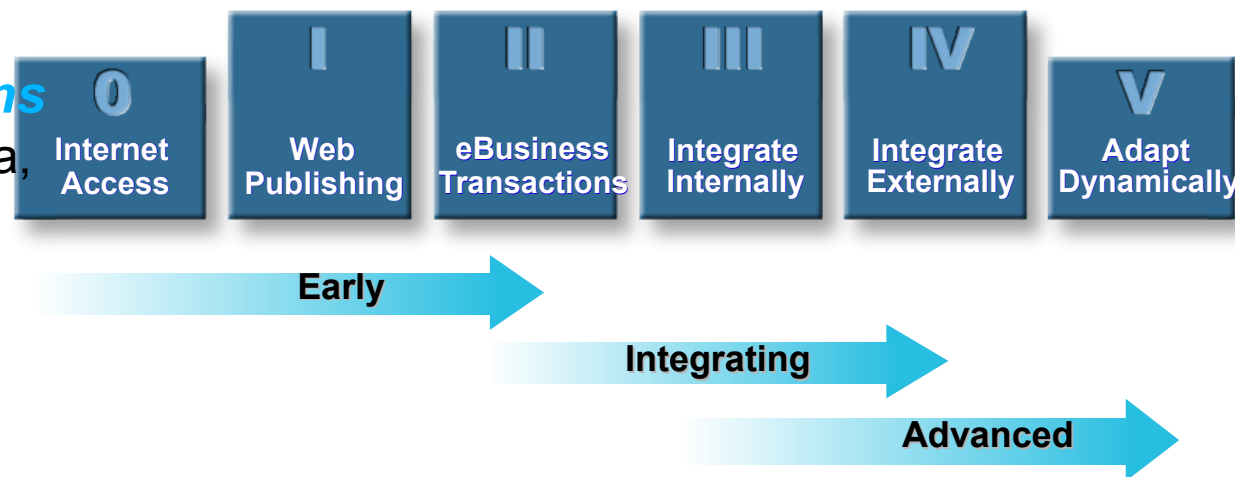 ns
a,
0
Internet
Access
I
Web
Publishing
II
eBusiness
Transactions
III
Integrate
Internally
IV
Integrate
Externally
V
Adapt
Dynamically
Early
Integrating
Advanced